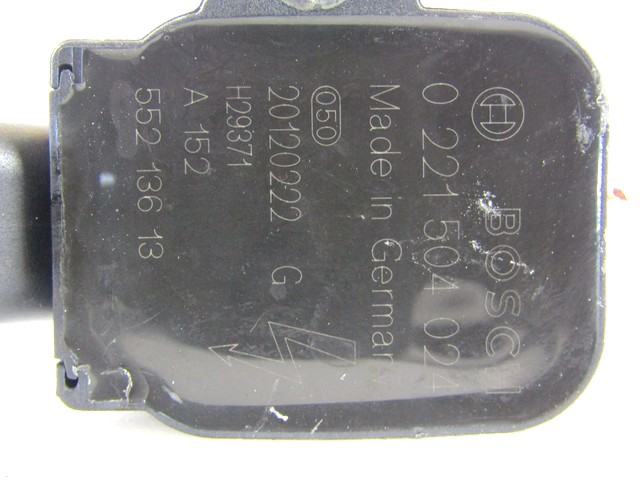 BOSCH
0 221 504 024
Made in German
050
20120222 G
H29371
A 152
552 136 13